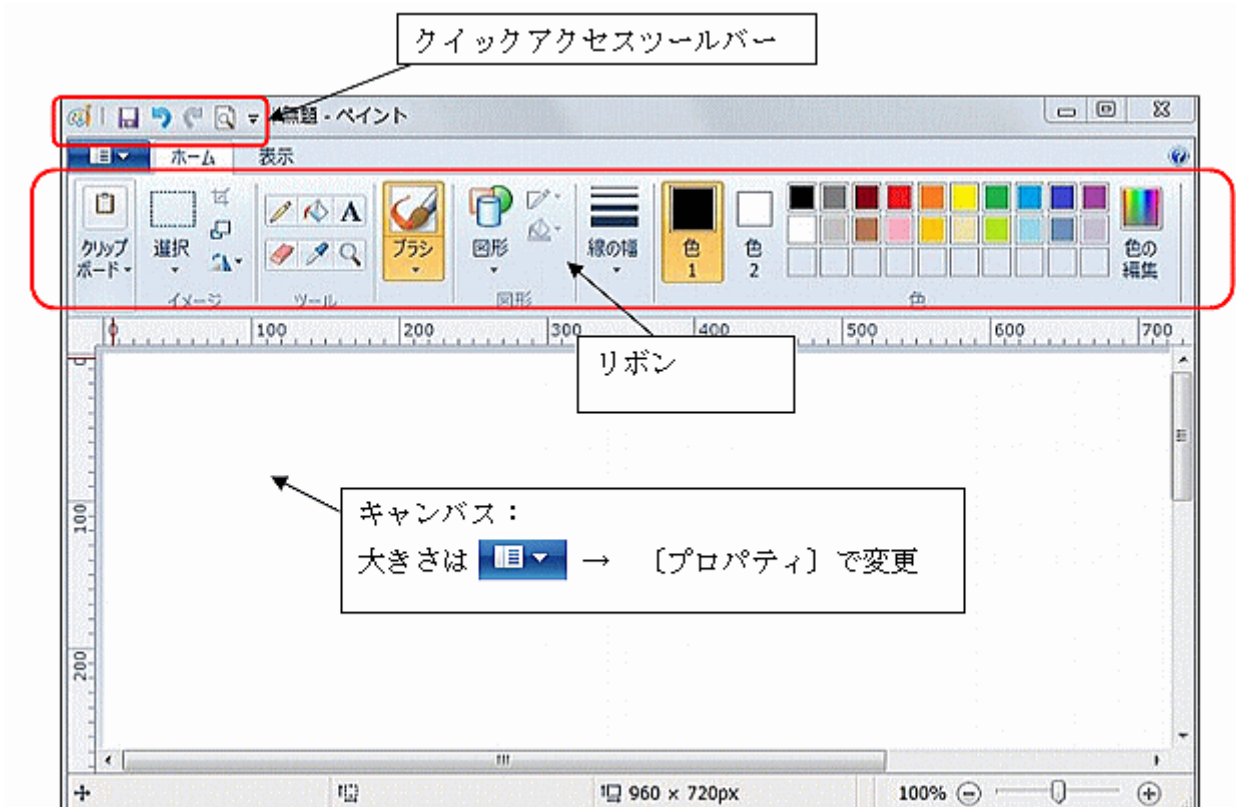 クイックアクセスツールバー
無題 - ペイント
ホーム 表示
クリップ
ボード
選択
A
ブラシ
図形
線の幅
色
1
色
2
色の
編集
イメージ
ツール
図形
色
100 200 300 400 500 600 700
リボン
0
キャンバス：
大きさは → 〔プロパティ〕で変更
100
200
960 × 720px 100%